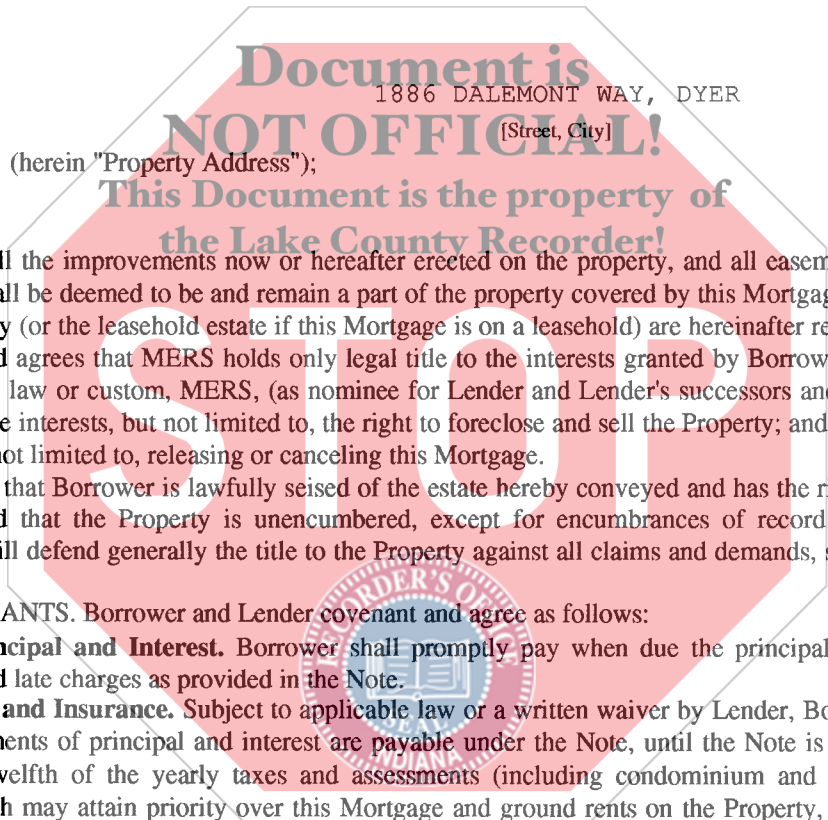 Document is
1886 DALEMONT WAY, DYER
NOT OFFICIAL!
[Street, City]
(herein "Property Address");
This Document is the property of
the Lake County Recorder!
ll the improvements now or hereafter erected on the property, and all easem
all be deemed to be and remain a part of the property covered by this Mortgag
y (or the leasehold estate if this Mortgage is on a leasehold) are hereinafter re
d agrees that MERS holds only legal title to the interests granted by Borrow
law or custom, MERS, (as nominee for Lender and Lender's successors and
e interests, but not limited to, the right to foreclose and sell the Property; and
not limited to, releasing or canceling this Mortgage.
STOP
that Borrower is lawfully seised of the estate hereby conveyed and has the ri
d that the Property is unencumbered, except for encumbrances of record
ill defend generally the title to the Property against all claims and demands, s
ANTS. Borrower and Lender covenant and agree as follows:
ncipal and Interest. Borrower shall promptly pay when due the principal
d late charges as provided in the Note.
and Insurance. Subject to applicable law or a written waiver by Lender, Bo
ents of principal and interest are payable under the Note, until the Note is
welfth of the yearly taxes and assessments (including condominium and
h may attain priority over this Mortgage and ground rents on the Property,
RECORDER'S OFFICE
SEAL
INDIANA